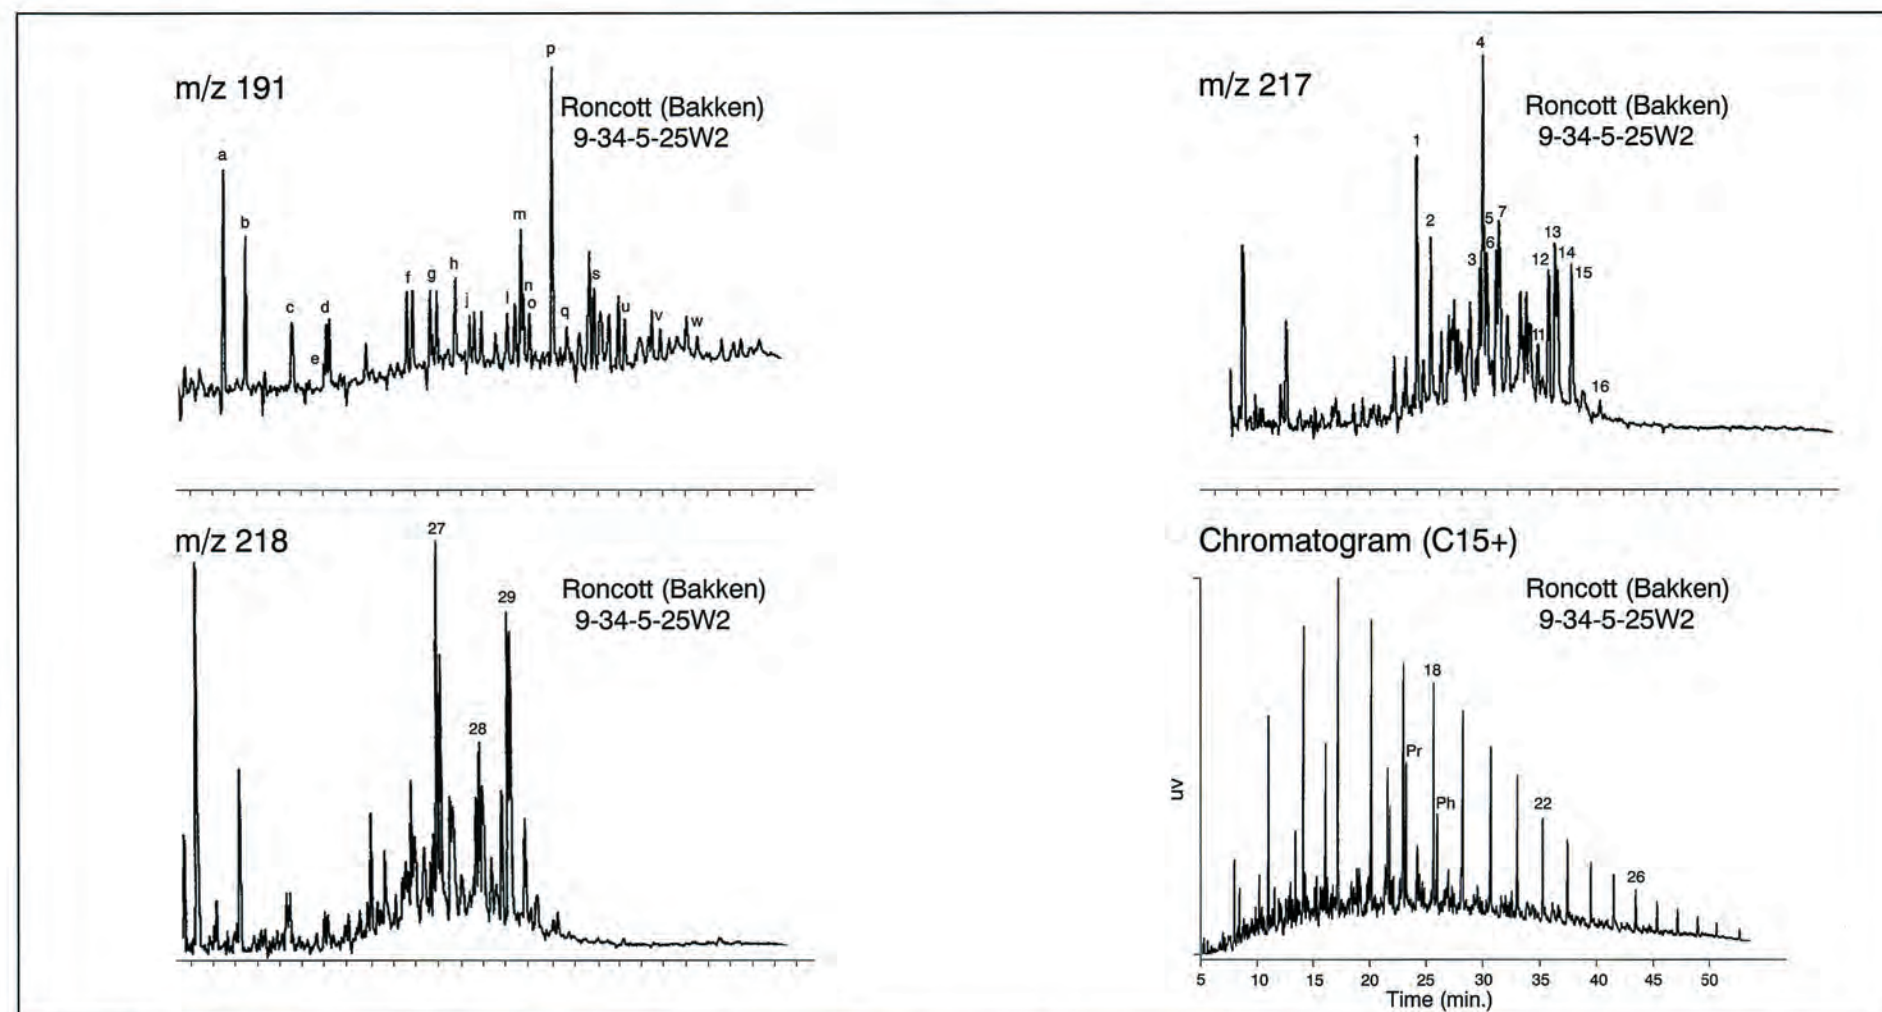 m/z 191
Roncott (Bakken)
9-34-5-25W2
a
b
c
e
d
f
g
h
j
l
m
n
o
p
q
s
u
v
w
m/z 217
Roncott (Bakken)
9-34-5-25W2
1
2
3
4
5
6
7
11
12
13
14
15
16
m/z 218
Roncott (Bakken)
9-34-5-25W2
27
28
29
Chromatogram (C15+)
Roncott (Bakken)
9-34-5-25W2
18
Pr
Ph
22
26
uv
5 10 15 20 25 30 35 40 45 50
Time (min.)